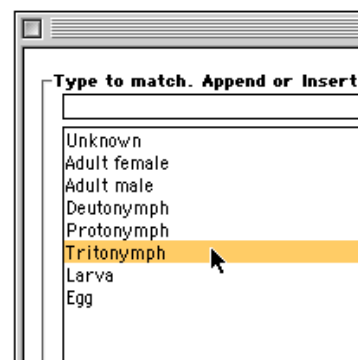 Type to match. Append or Insert
Unknown
Adult female
Adult male
Deutonymph
Protonymph
Tritonymph
Larva
Egg